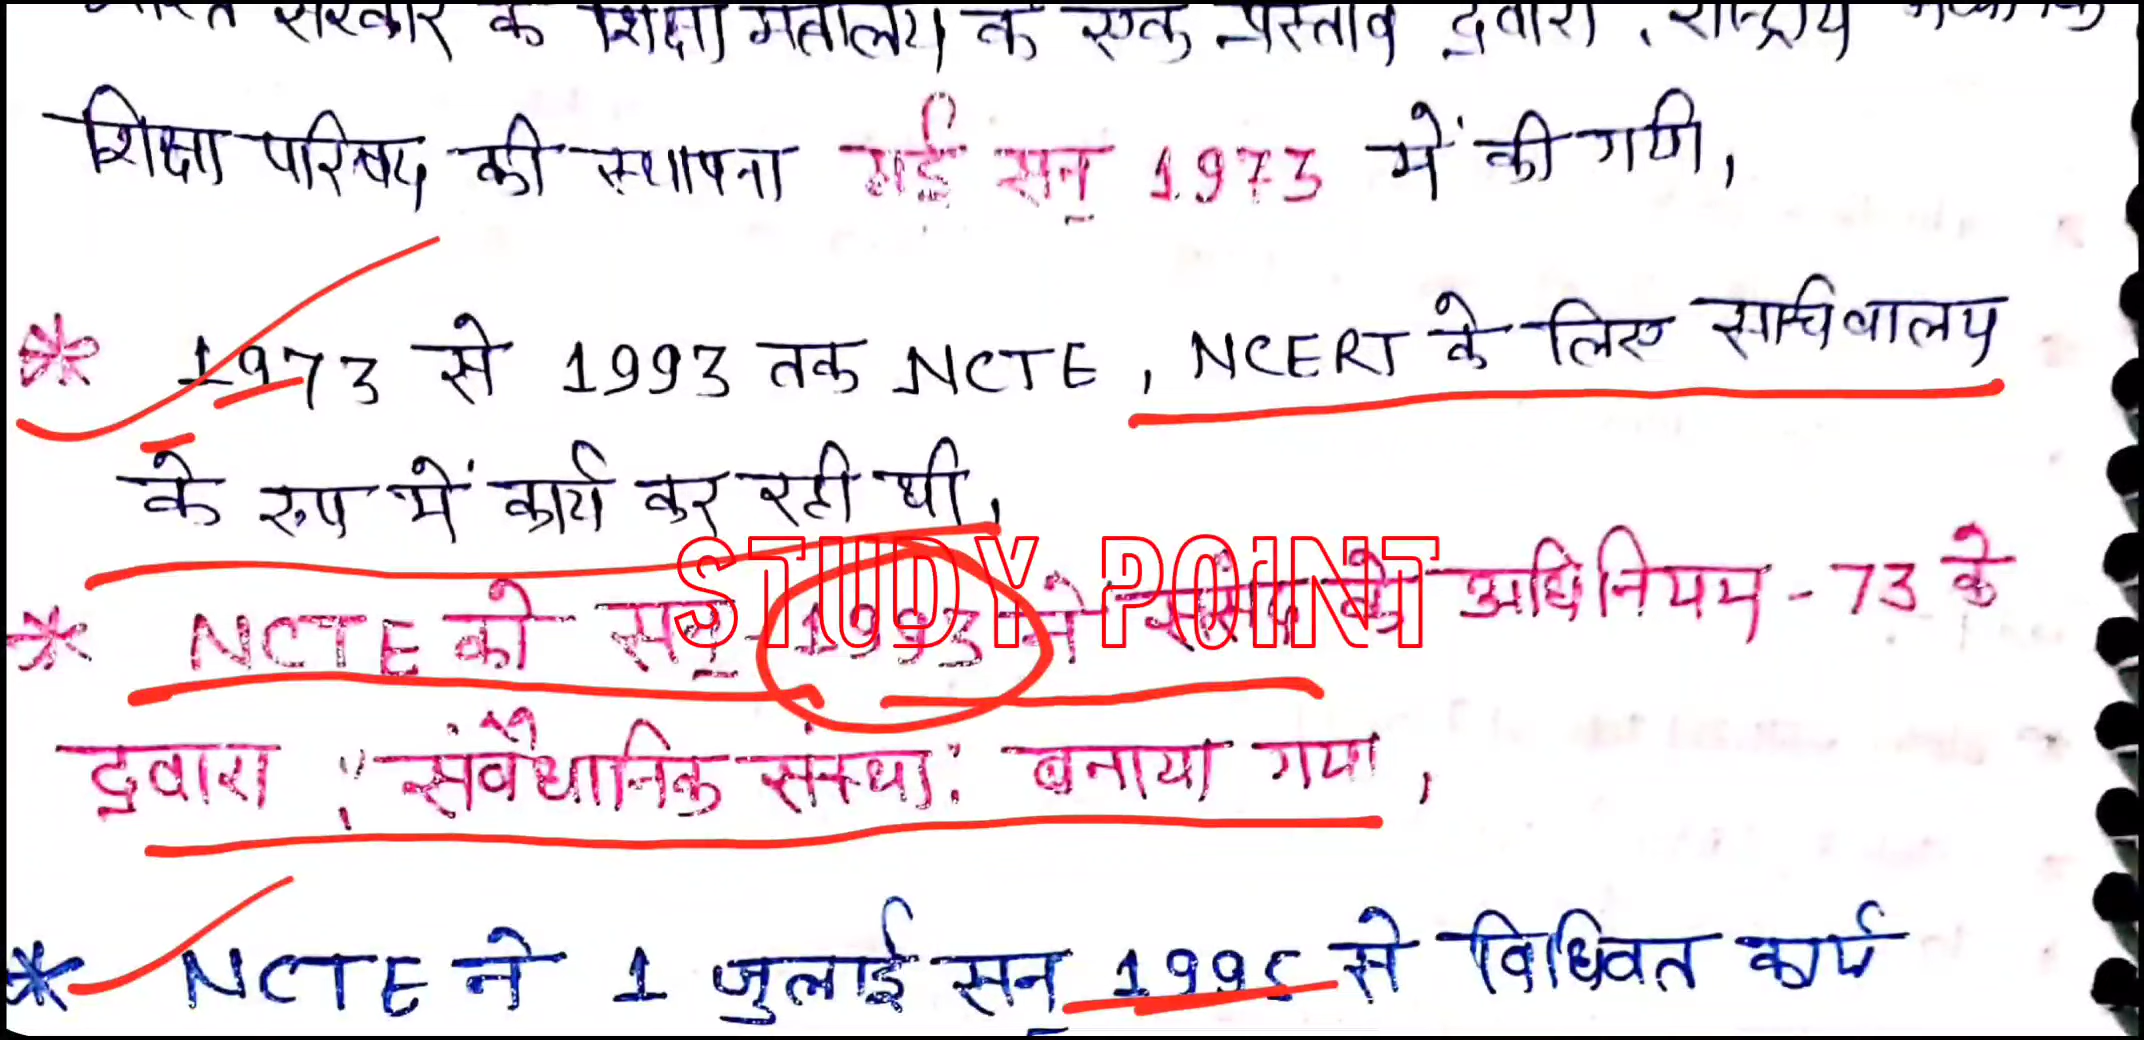 सरकार के शिक्षा मंत्रालय के एक प्रस्ताव द्वारा, राष्ट्रीय
शिक्षा परिषद की स्थापना मई सन् 1973 में की गयी,
* 1973 से 1993 तक NCTE, NCERT के लिए सचिवालय
के रूप में कार्य कर रही थी,
STUDY POINT
* NCTE को सन् 1993 में संसद के अधिनियम - 73 के
द्वारा, "संवैधानिक संस्था" बनाया गया,
* NCTE ने 1 जुलाई सन् 1995 से विधिवत कार्य